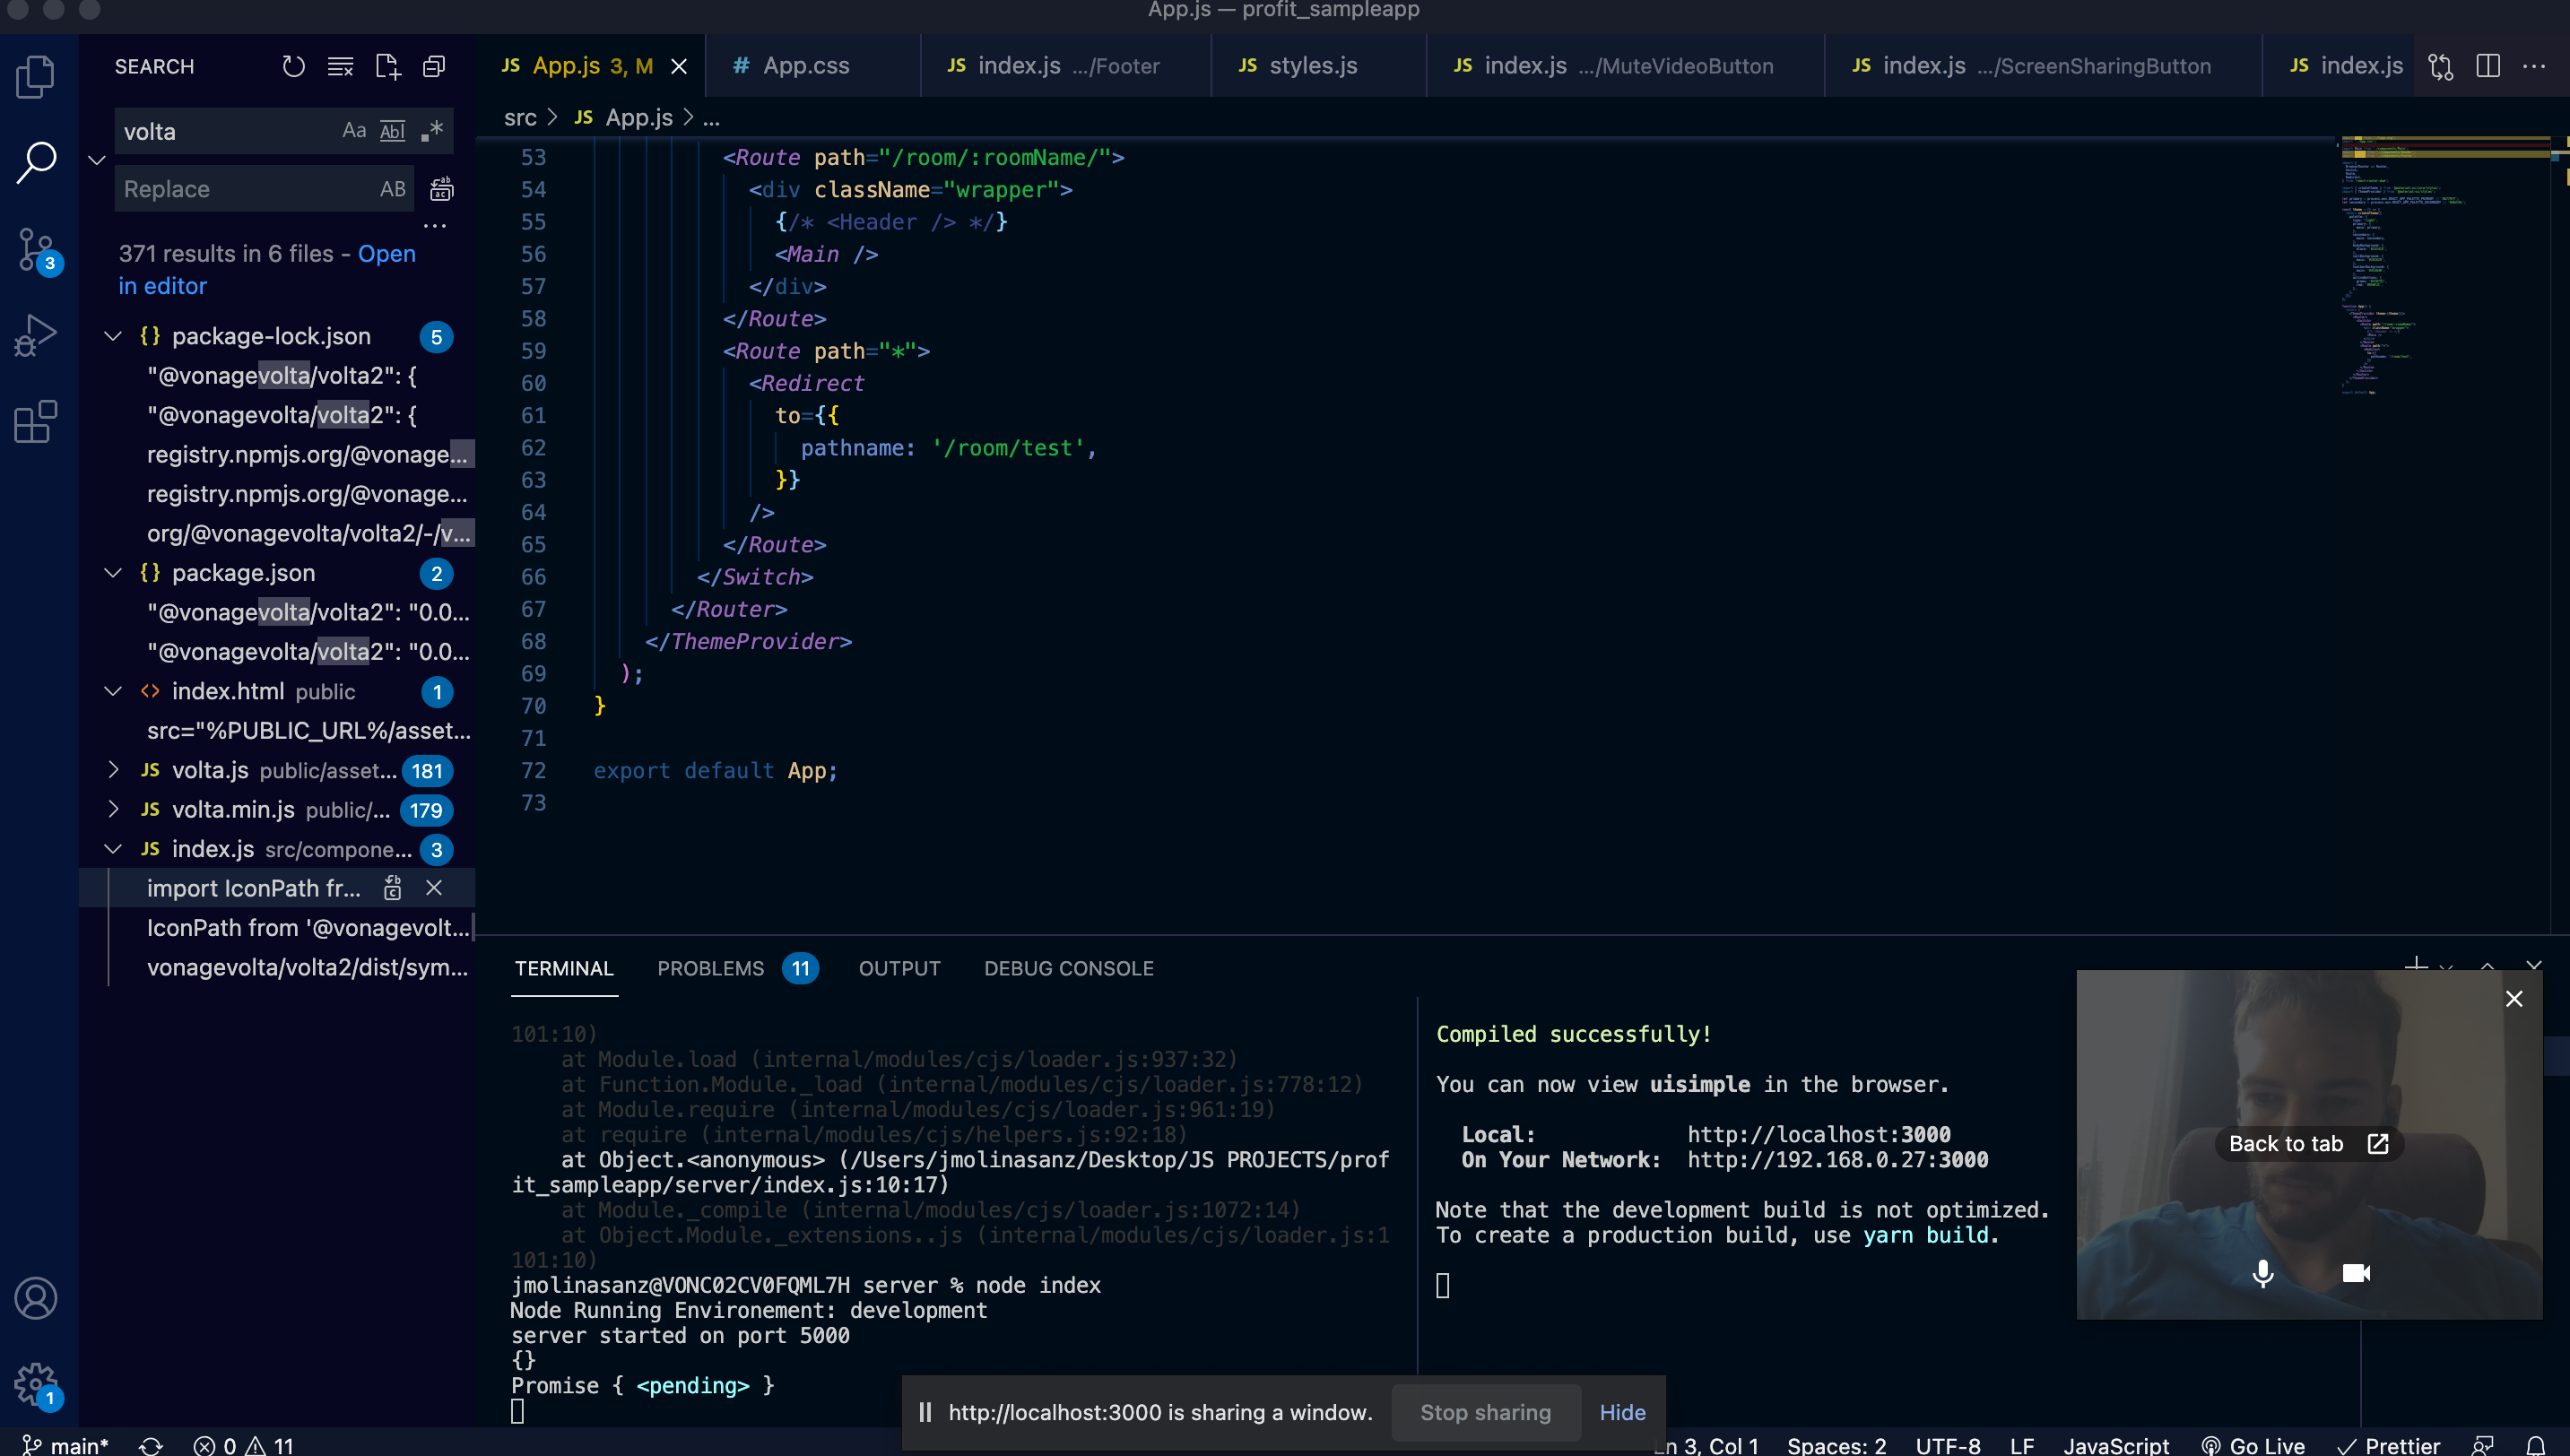 App.js — profit_sampleapp
SEARCH
JS App.js 3, M
# App.css
JS index.js .../Footer
JS styles.js
JS index.js .../MuteVideoButton
JS index.js .../ScreenSharingButton
JS index.js
volta Aa Abl .*
Replace AB
371 results in 6 files - Open
in editor
{} package-lock.json 5
"@vonagevolta/volta2": {
"@vonagevolta/volta2": {
registry.npmjs.org/@vonage...
registry.npmjs.org/@vonage...
org/@vonagevolta/volta2/-/v...
{} package.json 2
"@vonagevolta/volta2": "0.0...
"@vonagevolta/volta2": "0.0...
<> index.html public 1
src="%PUBLIC_URL%/asset...
JS volta.js public/asset... 181
JS volta.min.js public/... 179
JS index.js src/compone... 3
import IconPath fr...
IconPath from '@vonagevolt...
vonagevolta/volta2/dist/sym...
3
1
src > JS App.js > ...
53 <Route path="/room/:roomName/">
54 <div className="wrapper">
55 {/* <Header /> */}
56 <Main />
57 </div>
58 </Route>
59 <Route path="*">
60 <Redirect
61 to={{
62 pathname: '/room/test',
63 }}
64 />
65 </Route>
66 </Switch>
67 </Router>
68 </ThemeProvider>
69 );
70 }
71
72 export default App;
73
TERMINAL PROBLEMS 11 OUTPUT DEBUG CONSOLE
101:10)
at Module.load (internal/modules/cjs/loader.js:937:32)
at Function.Module._load (internal/modules/cjs/loader.js:778:12)
at Module.require (internal/modules/cjs/loader.js:961:19)
at require (internal/modules/cjs/helpers.js:92:18)
at Object.<anonymous> (/Users/jmolinasanz/Desktop/JS PROJECTS/prof
it_sampleapp/server/index.js:10:17)
at Module._compile (internal/modules/cjs/loader.js:1072:14)
at Object.Module._extensions..js (internal/modules/cjs/loader.js:1
101:10)
jmolinasanz@VONC02CV0FQML7H server % node index
Node Running Environement: development
server started on port 5000
{}
Promise { <pending> }
Compiled successfully!
You can now view uisimple in the browser.
Local: http://localhost:3000
On Your Network: http://192.168.0.27:3000
Note that the development build is not optimized.
To create a production build, use yarn build.
Back to tab
http://localhost:3000 is sharing a window.
Stop sharing
Hide
main* 0 11
Ln 3, Col 1 Spaces: 2 UTF-8 LF JavaScript Go Live Prettier